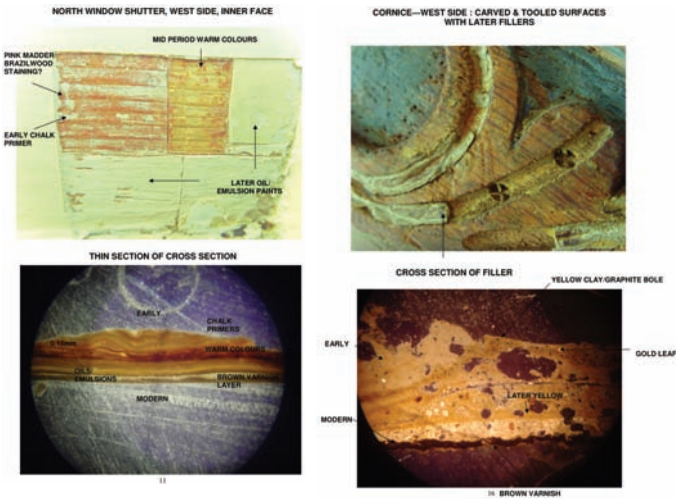 NORTH WINDOW SHUTTER, WEST SIDE, INNER FACE
MID PERIOD WARM COLOURS
PINK MADDER
BRAZILWOOD
STAINING?
EARLY CHALK
PRIMER
LATER OIL/
EMULSION PAINTS
THIN SECTION OF CROSS SECTION
EARLY
CHALK
PRIMERS
WARM COLOURS
OILS/
EMULSIONS
BROWN VARNISH
LAYER
MODERN
11
CORNICE—WEST SIDE : CARVED & TOOLED SURFACES
WITH LATER FILLERS
CROSS SECTION OF FILLER
YELLOW CLAY/GRAPHITE BOLE
EARLY
GOLD LEAF
LATER YELLOW
MODERN
16 BROWN VARNISH